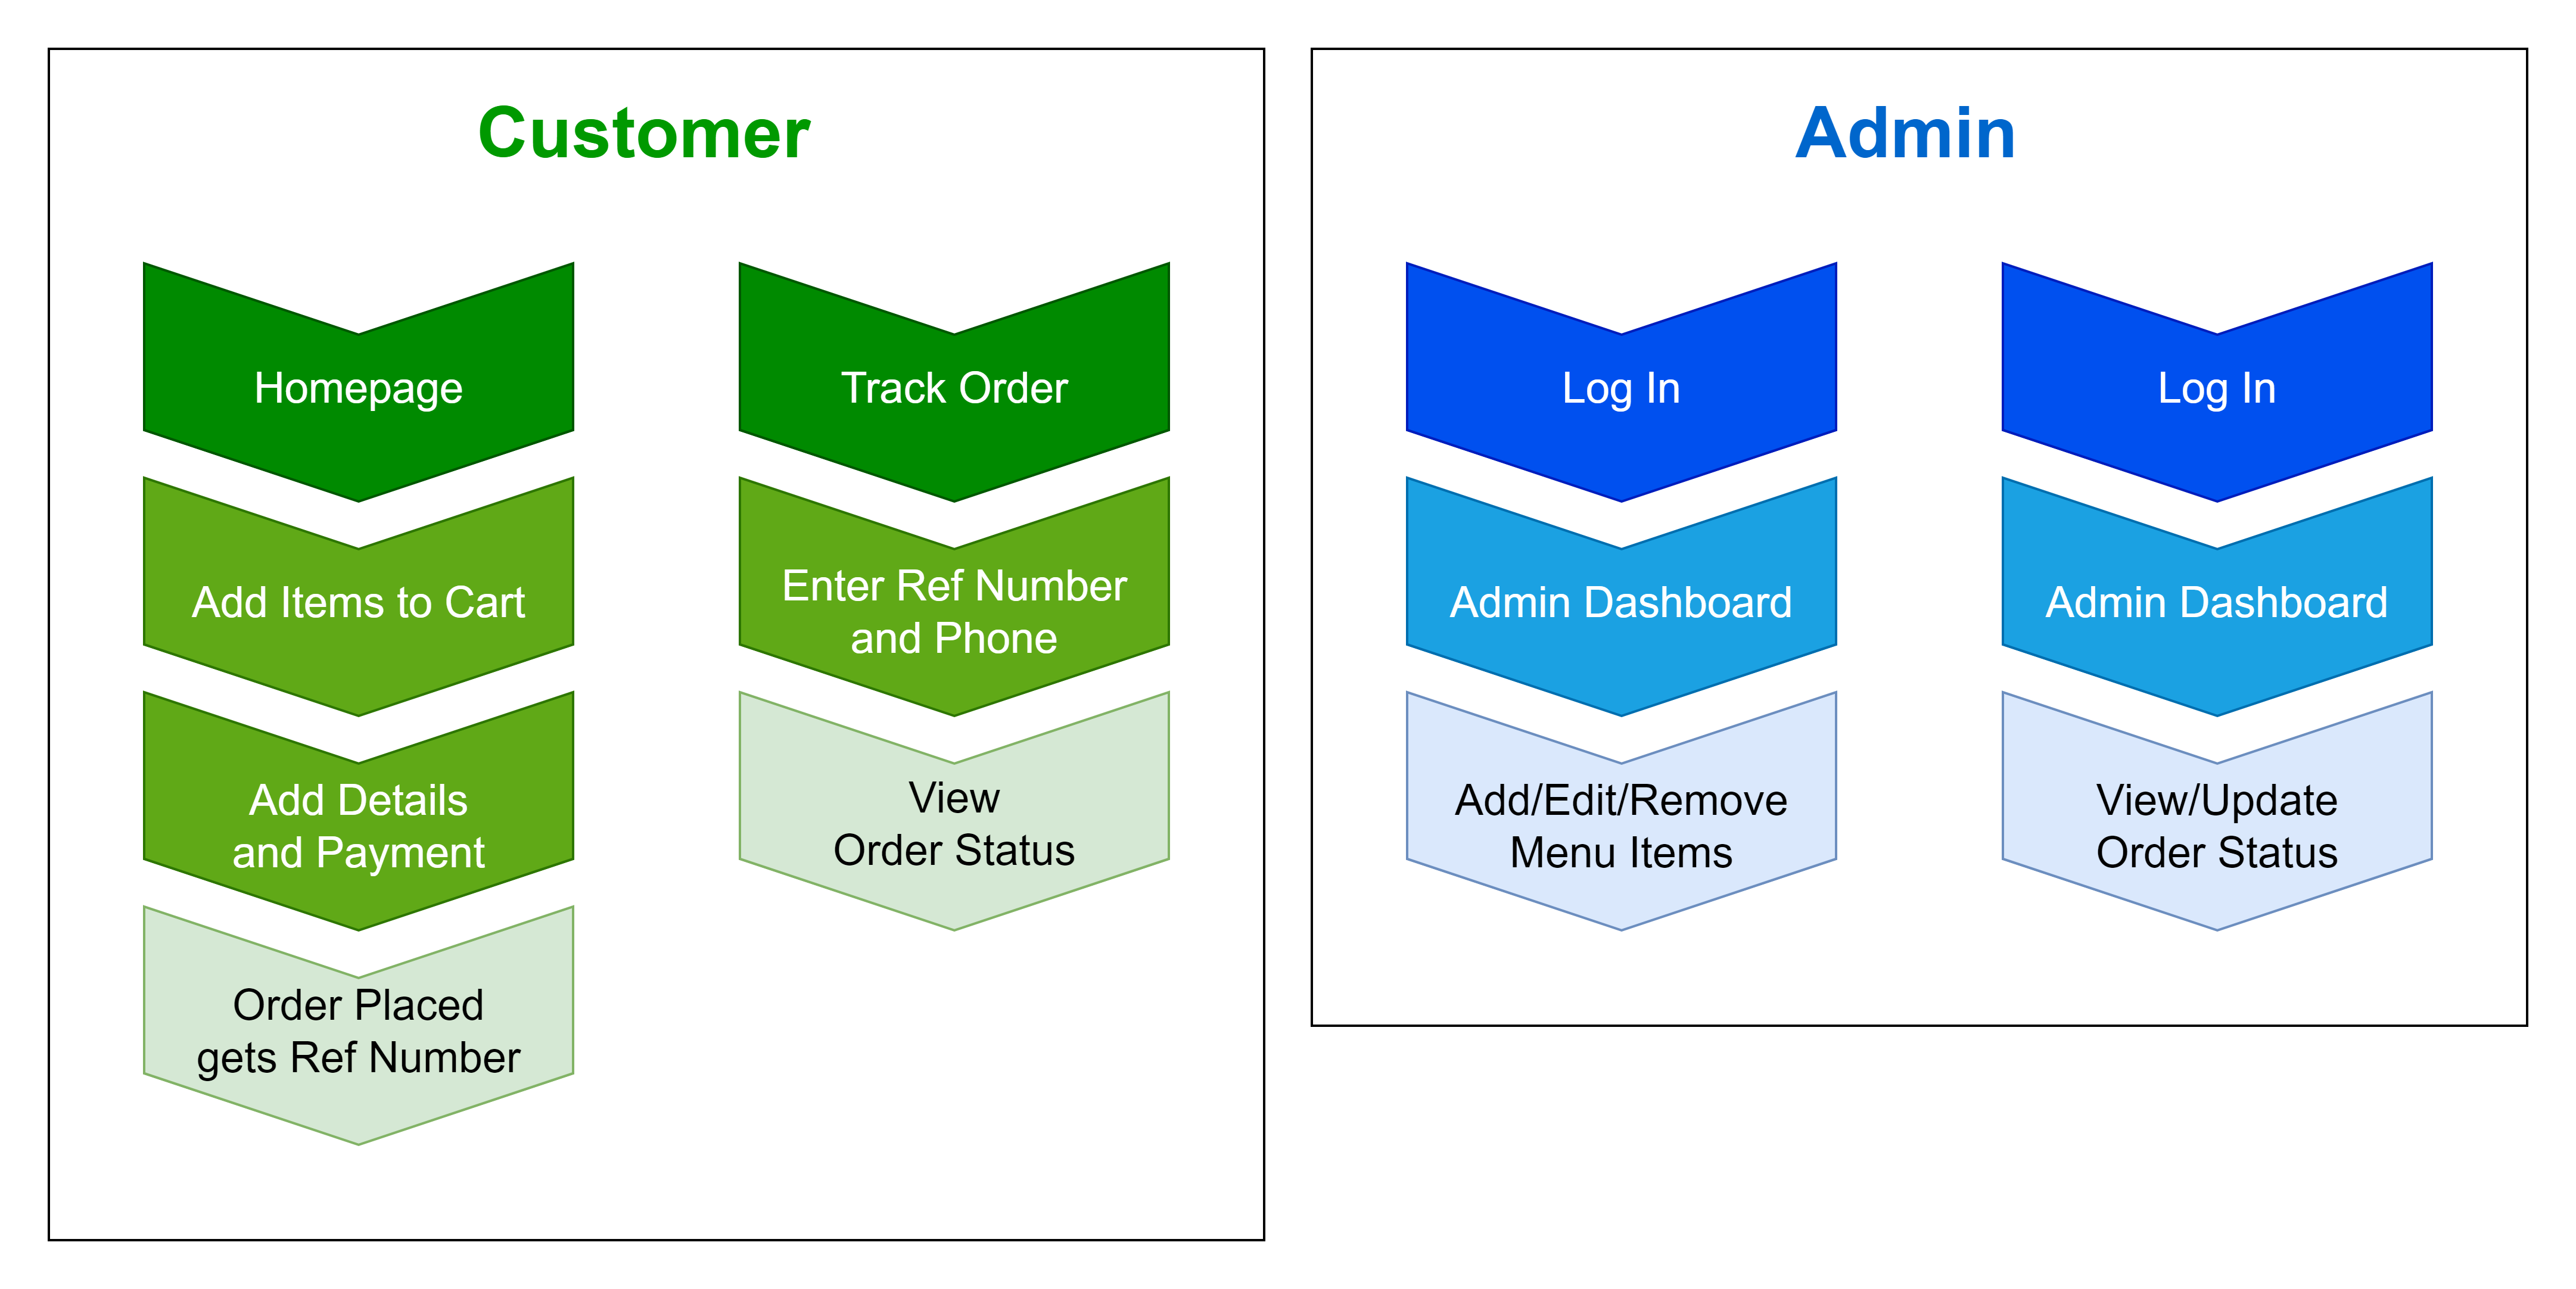 Customer
Homepage
Add Items to Cart
Add Details
and Payment
Order Placed
gets Ref Number
Track Order
Enter Ref Number
and Phone
View
Order Status
Admin
Log In
Admin Dashboard
Add/Edit/Remove
Menu Items
Log In
Admin Dashboard
View/Update
Order Status